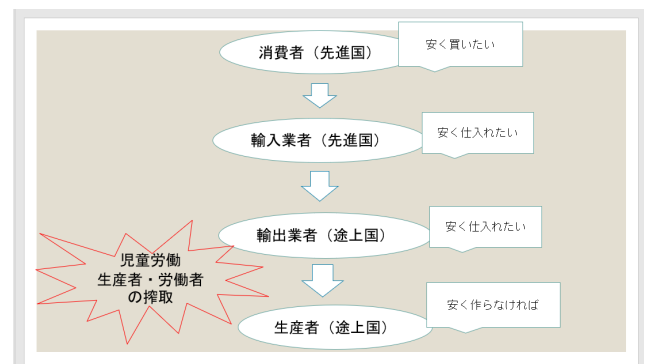 消費者（先進国）
安く買いたい
輸入業者（先進国）
安く仕入れたい
輸出業者（途上国）
安く仕入れたい
児童労働
生産者・労働者
の搾取
生産者（途上国）
安く作らなければ